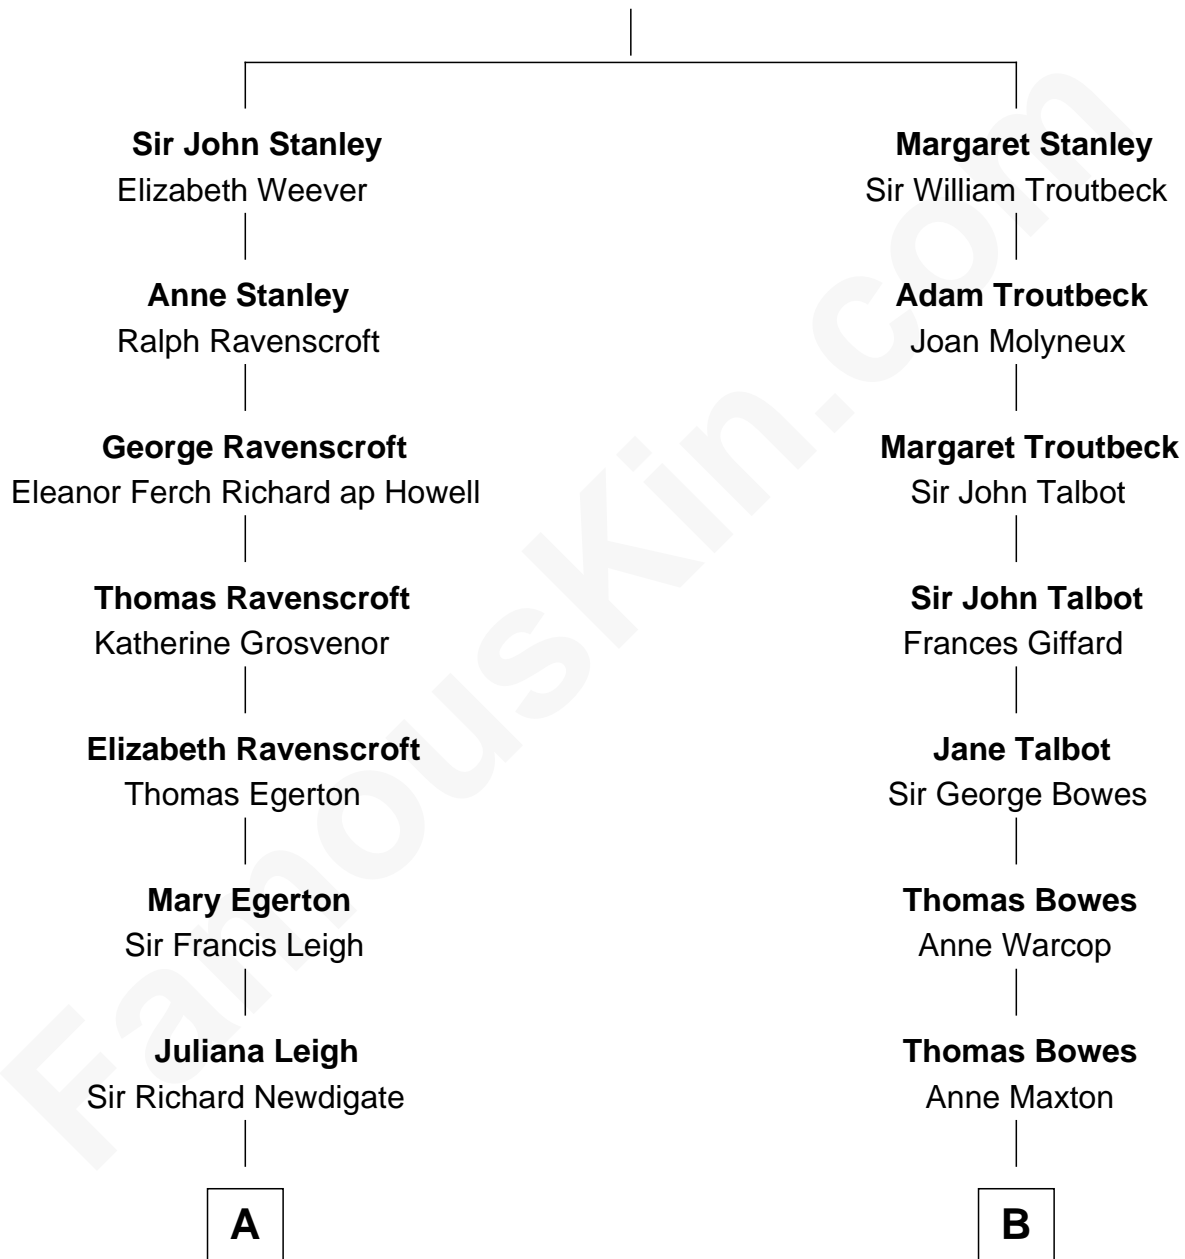 Sir John Stanley
Elizabeth Weever
Margaret Stanley
Sir William Troutbeck
Anne Stanley
Ralph Ravenscroft
Adam Troutbeck
Joan Molyneux
George Ravenscroft
Eleanor Ferch Richard ap Howell
Margaret Troutbeck
Sir John Talbot
Thomas Ravenscroft
Katherine Grosvenor
Sir John Talbot
Frances Giffard
Elizabeth Ravenscroft
Thomas Egerton
Jane Talbot
Sir George Bowes
Mary Egerton
Sir Francis Leigh
Thomas Bowes
Anne Warcop
Juliana Leigh
Sir Richard Newdigate
Thomas Bowes
Anne Maxton
A
B
FamousKin.com